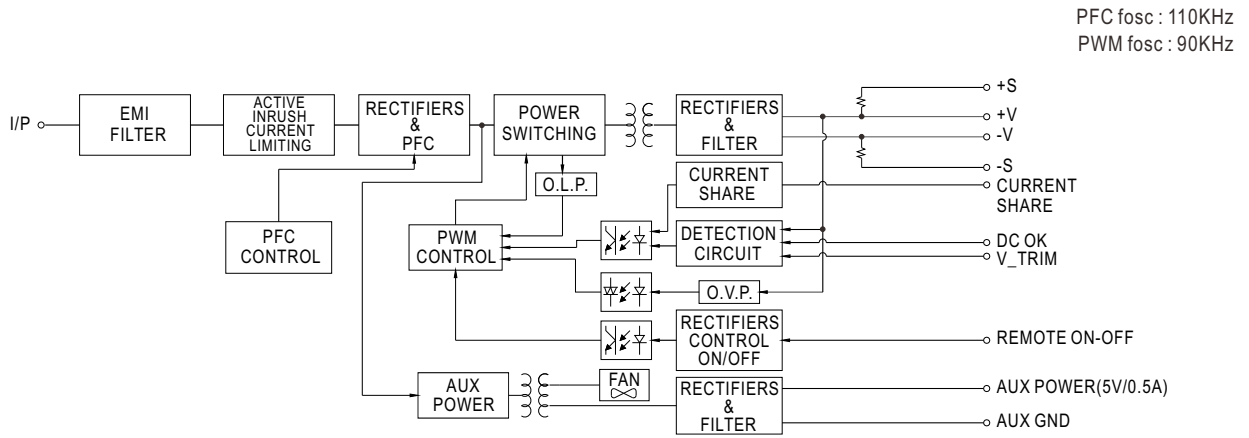 PFC fosc : 110KHz
PWM fosc : 90KHz
I/P
EMI
FILTER
ACTIVE
INRUSH
CURRENT
LIMITING
RECTIFIERS
&
PFC
POWER
SWITCHING
RECTIFIERS
&
FILTER
+S
+V
-V
-S
O.L.P.
CURRENT
SHARE
CURRENT
SHARE
PFC
CONTROL
PWM
CONTROL
DETECTION
CIRCUIT
DC OK
V_TRIM
O.V.P.
RECTIFIERS
CONTROL
ON/OFF
REMOTE ON-OFF
AUX
POWER
FAN
RECTIFIERS
&
FILTER
AUX POWER(5V/0.5A)
AUX GND